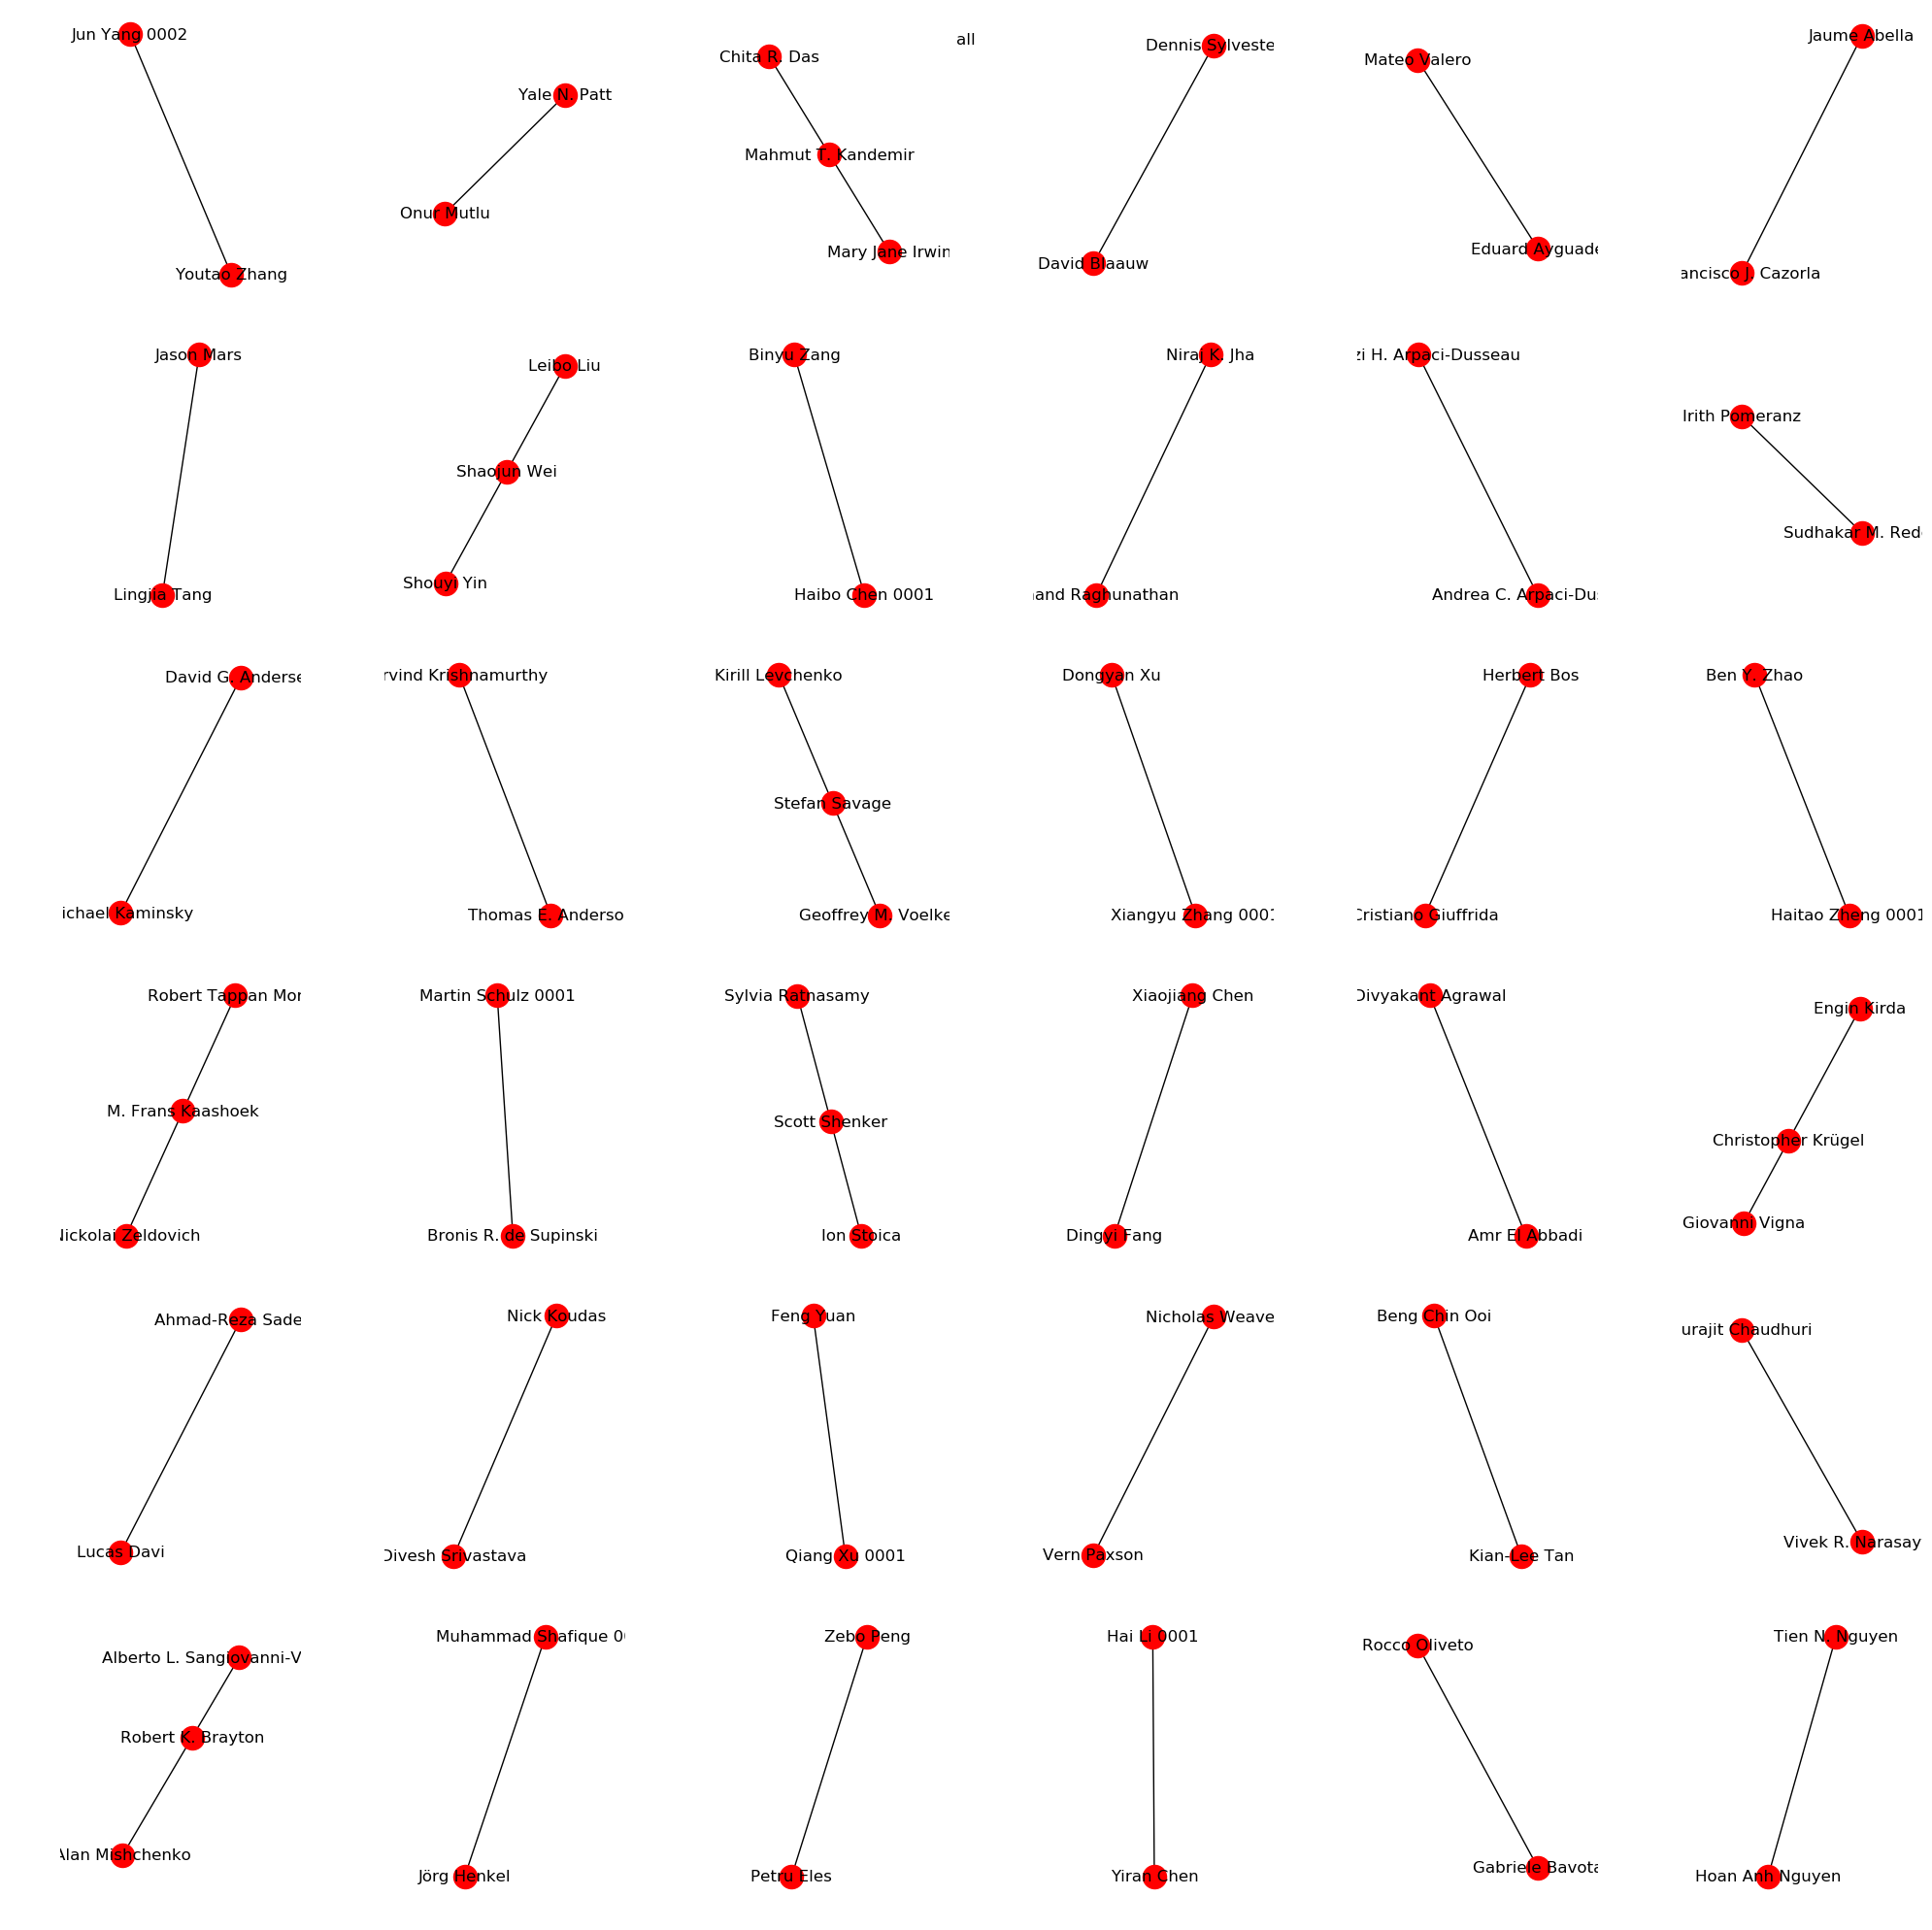 all
Jun Yang 0002
Youtao Zhang
Yale N. Patt
Onur Mutlu
Chita R. Das
Mahmut T. Kandemir
Mary Jane Irwin
Dennis Sylveste
David Blaauw
Mateo Valero
Eduard Ayguade
Jaume Abella
ancisco J. Cazorla
Jason Mars
Lingjia Tang
Leibo Liu
Shaojun Wei
Shouyi Yin
Binyu Zang
Haibo Chen 0001
Niraj K. Jha
nand Raghunathan
zi H. Arpaci-Dusseau
Andrea C. Arpaci-Dus
Irith Pomeranz
Sudhakar M. Redd
David G. Anderse
ichael Kaminsky
rvind Krishnamurthy
Thomas E. Anderso
Kirill Levchenko
Stefan Savage
Geoffrey M. Voelke
Dongyan Xu
Xiangyu Zhang 0001
Herbert Bos
Cristiano Giuffrida
Ben Y. Zhao
Haitao Zheng 0001
Robert Tappan Mor
M. Frans Kaashoek
Nickolai Zeldovich
Martin Schulz 0001
Bronis R. de Supinski
Sylvia Ratnasamy
Scott Shenker
Ion Stoica
Xiaojiang Chen
Dingyi Fang
Divyakant Agrawal
Amr El Abbadi
Engin Kirda
Christopher Krügel
Giovanni Vigna
Ahmad-Reza Sade
Lucas Davi
Nick Koudas
Divesh Srivastava
Feng Yuan
Qiang Xu 0001
Nicholas Weave
Vern Paxson
Beng Chin Ooi
Kian-Lee Tan
urajit Chaudhuri
Vivek R. Narasay
Alberto L. Sangiovanni-V
Robert K. Brayton
Alan Mishchenko
Muhammad Shafique 00
Jörg Henkel
Zebo Peng
Petru Eles
Hai Li 0001
Yiran Chen
Rocco Oliveto
Gabriele Bavota
Tien N. Nguyen
Hoan Anh Nguyen